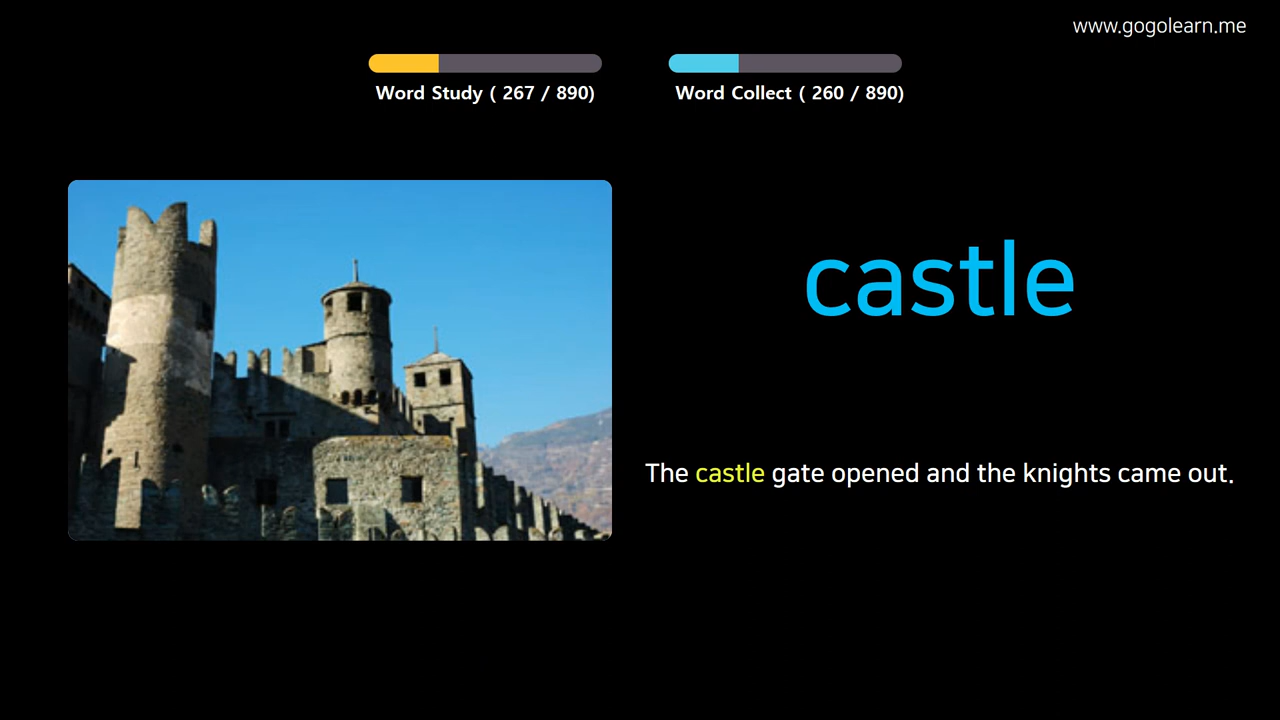 www.gogolearn.me
Word Study ( 267 / 890)
Word Collect ( 260 / 890)
castle
The castle gate opened and the knights came out.